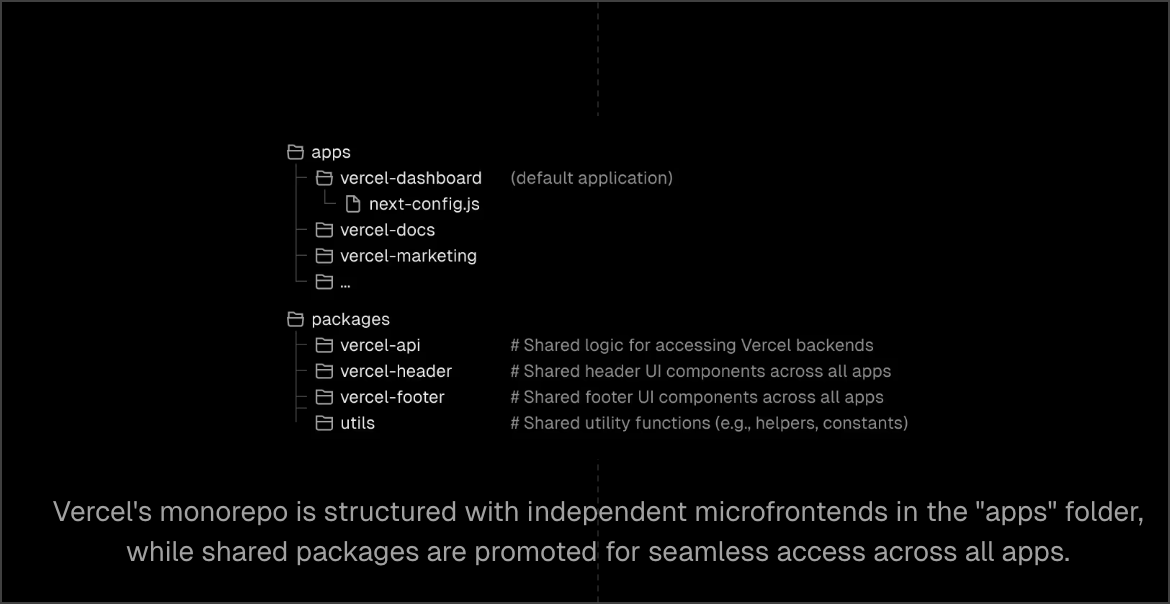 apps
vercel-dashboard (default application)
next-config.js
vercel-docs
vercel-marketing
...
packages
vercel-api # Shared logic for accessing Vercel backends
vercel-header # Shared header UI components across all apps
vercel-footer # Shared footer UI components across all apps
utils # Shared utility functions (e.g., helpers, constants)
Vercel's monorepo is structured with independent microfrontends in the "apps" folder,
while shared packages are promoted for seamless access across all apps.